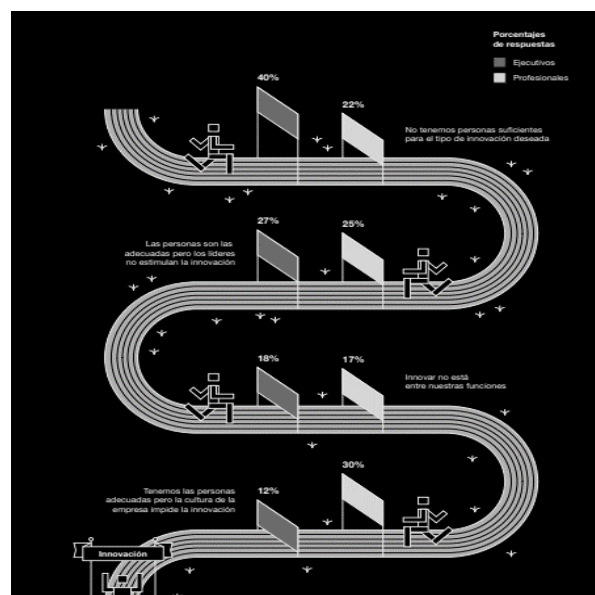 Porcentajes
de respuestas
Ejecutivos
Profesionales
40%
22%
No tenemos personas suficientes
para el tipo de innovación deseada
27%
25%
Las personas son las
adecuadas pero los líderes
no estimulan la innovación
18%
17%
Innovar no está
entre nuestras funciones
30%
12%
Tenemos las personas
adecuadas pero la cultura de la
empresa impide la innovación
Innovación